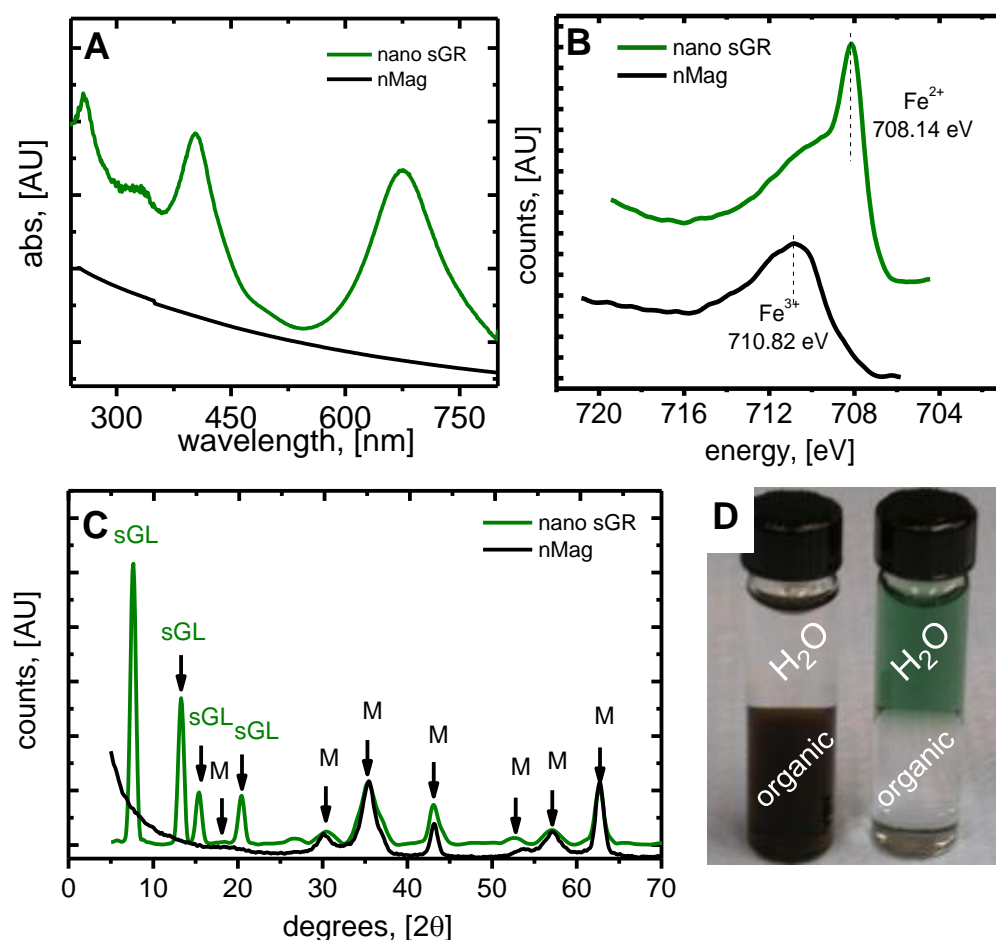 A
nano sGR
nMag
abs, [AU]
300 450 600 750
wavelength, [nm]
B
nano sGR
nMag
Fe2+
708.14 eV
Fe3+
710.82 eV
counts, [AU]
720 716 712 708 704
energy, [eV]
C
nano sGR
nMag
sGL
sGL
sGL
sGL
M
M
M
M
M
M
M
counts, [AU]
0 10 20 30 40 50 60 70
degrees, [2θ]
D
H2O
H2O
organic
organic